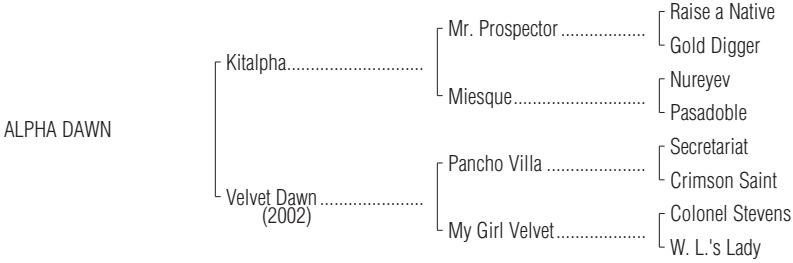 Raise a Native
Mr. Prospector....................
Gold Digger
Kitalpha.............................
Nureyev
Miesque............................
Pasadoble
ALPHA DAWN
Secretariat
Pancho Villa .....................
Crimson Saint
Velvet Dawn......................
(2002)
Colonel Stevens
My Girl Velvet...................
W. L.'s Lady